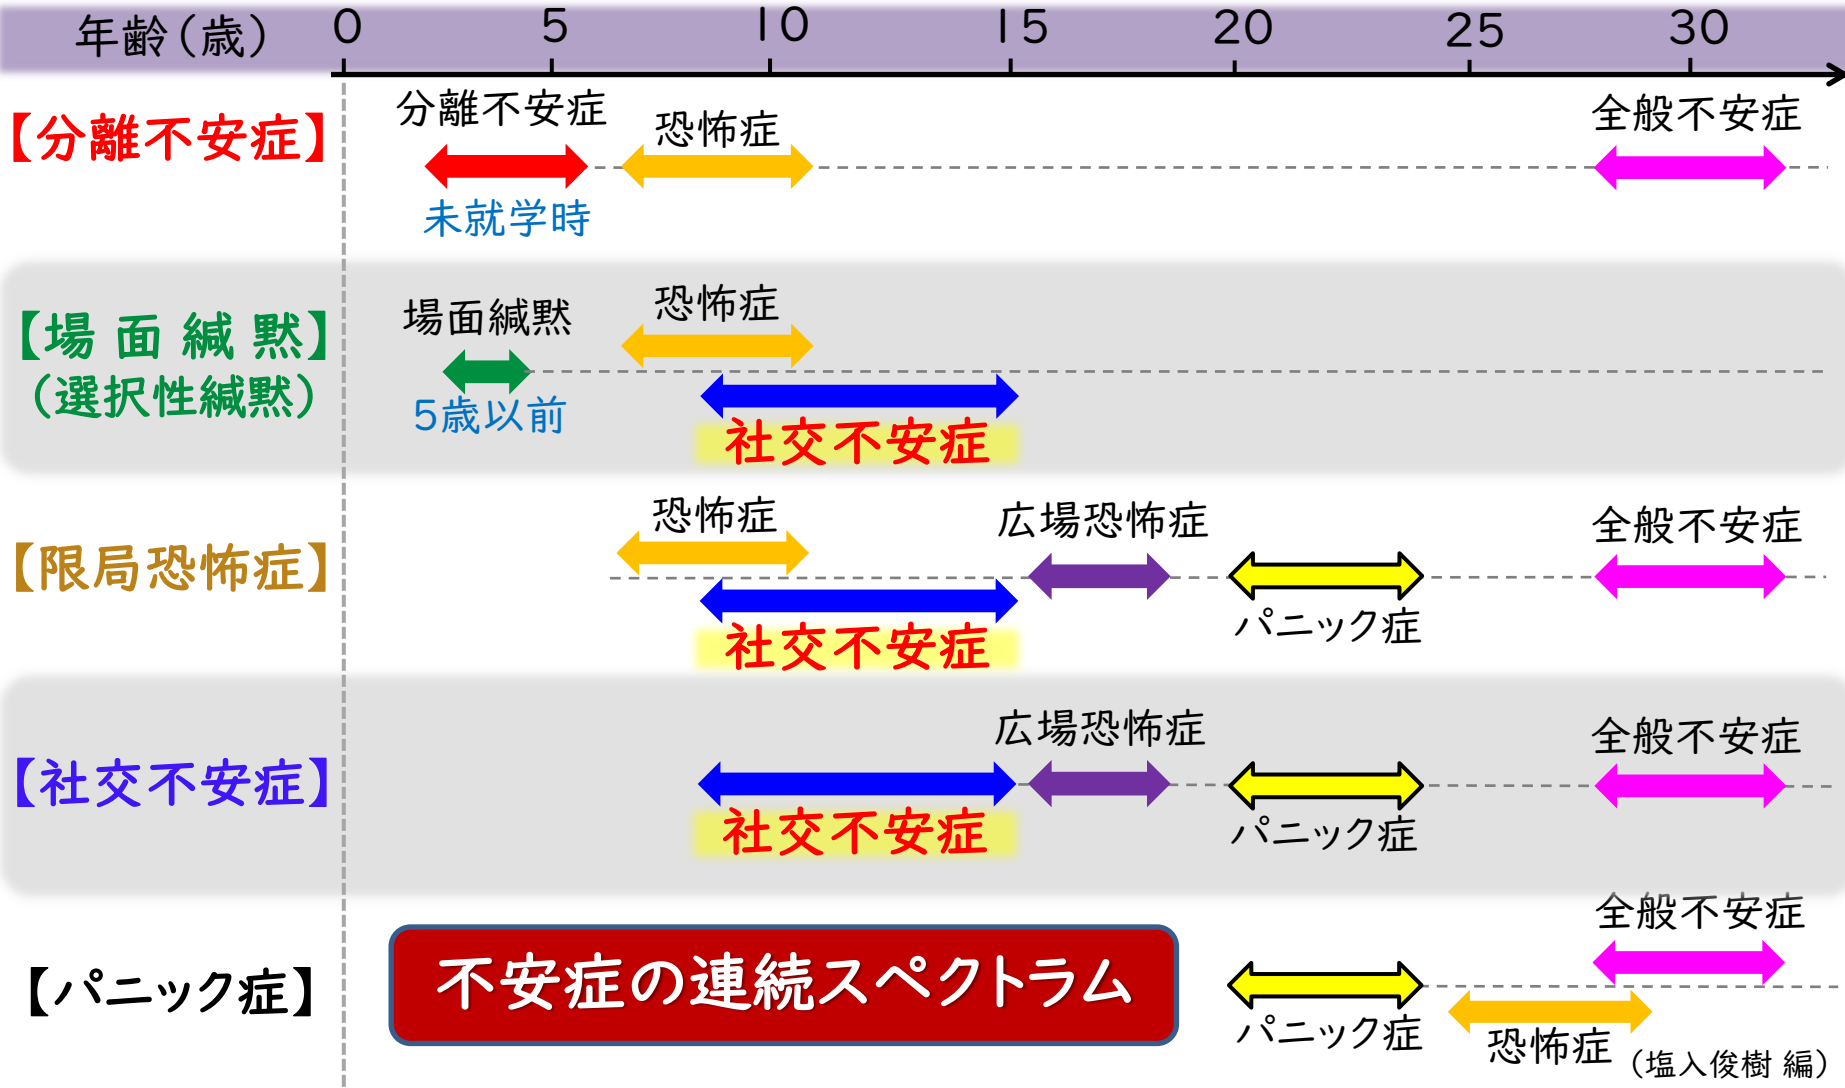 年齢(歳) 0 5 10 15 20 25 30
【分離不安症】
分離不安症
恐怖症
全般不安症
未就学時
【場面緘黙】
(選択性緘黙)
場面緘黙
恐怖症
5歳以前
社交不安症
【限局恐怖症】
恐怖症
広場恐怖症
全般不安症
パニック症
社交不安症
【社交不安症】
広場恐怖症
全般不安症
社交不安症
パニック症
【パニック症】
不安症の連続スペクトラム
全般不安症
パニック症
恐怖症
(塩入俊樹 編)